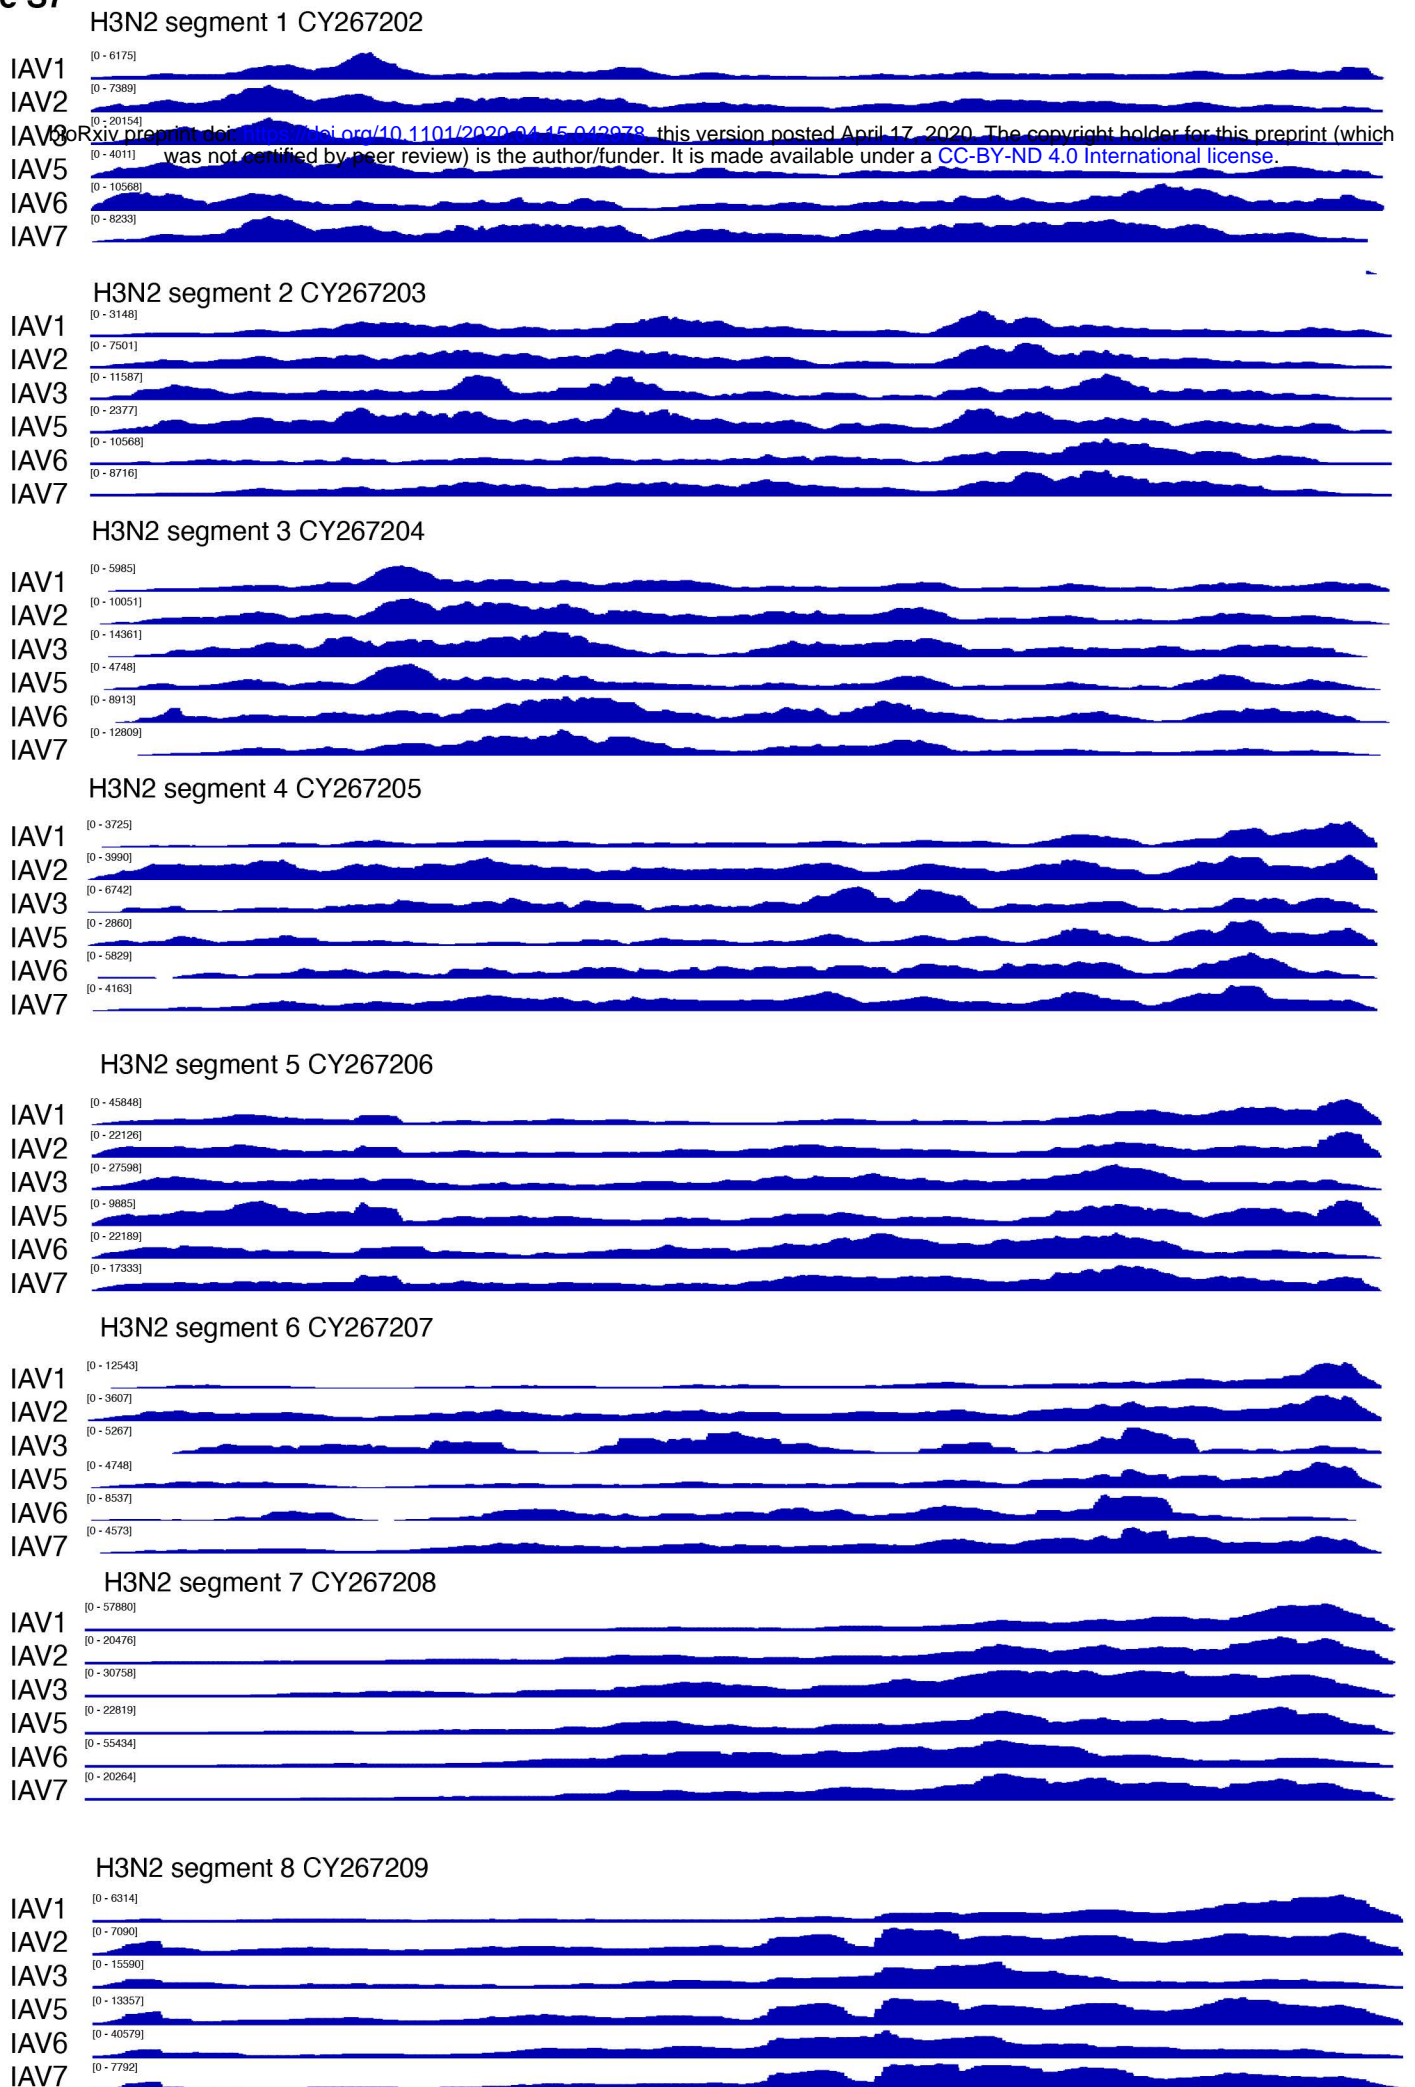 H3N2 segment 1 CY267202
IAV1 [0 - 6175]
IAV2 [0 - 7389]
IAV3 [0 - 20154]
bioRxiv preprint doi: https://doi.org/10.1101/2020.04.15.042978; this version posted April 17, 2020. The copyright holder for this preprint (which
was not certified by peer review) is the author/funder. It is made available under a CC-BY-ND 4.0 International license.
IAV5 [0 - 4011]
IAV6 [0 - 10568]
IAV7 [0 - 8233]
H3N2 segment 2 CY267203
IAV1 [0 - 3148]
IAV2 [0 - 7501]
IAV3 [0 - 11587]
IAV5 [0 - 2377]
IAV6 [0 - 10568]
IAV7 [0 - 8716]
H3N2 segment 3 CY267204
IAV1 [0 - 5985]
IAV2 [0 - 10051]
IAV3 [0 - 14361]
IAV5 [0 - 4748]
IAV6 [0 - 8913]
IAV7 [0 - 12809]
H3N2 segment 4 CY267205
IAV1 [0 - 3725]
IAV2 [0 - 3990]
IAV3 [0 - 6742]
IAV5 [0 - 2860]
IAV6 [0 - 5829]
IAV7 [0 - 4163]
H3N2 segment 5 CY267206
IAV1 [0 - 45848]
IAV2 [0 - 22126]
IAV3 [0 - 27598]
IAV5 [0 - 9885]
IAV6 [0 - 22189]
IAV7 [0 - 17333]
H3N2 segment 6 CY267207
IAV1 [0 - 12543]
IAV2 [0 - 3607]
IAV3 [0 - 5267]
IAV5 [0 - 4748]
IAV6 [0 - 8537]
IAV7 [0 - 4573]
H3N2 segment 7 CY267208
IAV1 [0 - 57880]
IAV2 [0 - 20476]
IAV3 [0 - 30758]
IAV5 [0 - 22819]
IAV6 [0 - 55434]
IAV7 [0 - 20264]
H3N2 segment 8 CY267209
IAV1 [0 - 6314]
IAV2 [0 - 7090]
IAV3 [0 - 15590]
IAV5 [0 - 13357]
IAV6 [0 - 40579]
IAV7 [0 - 7792]